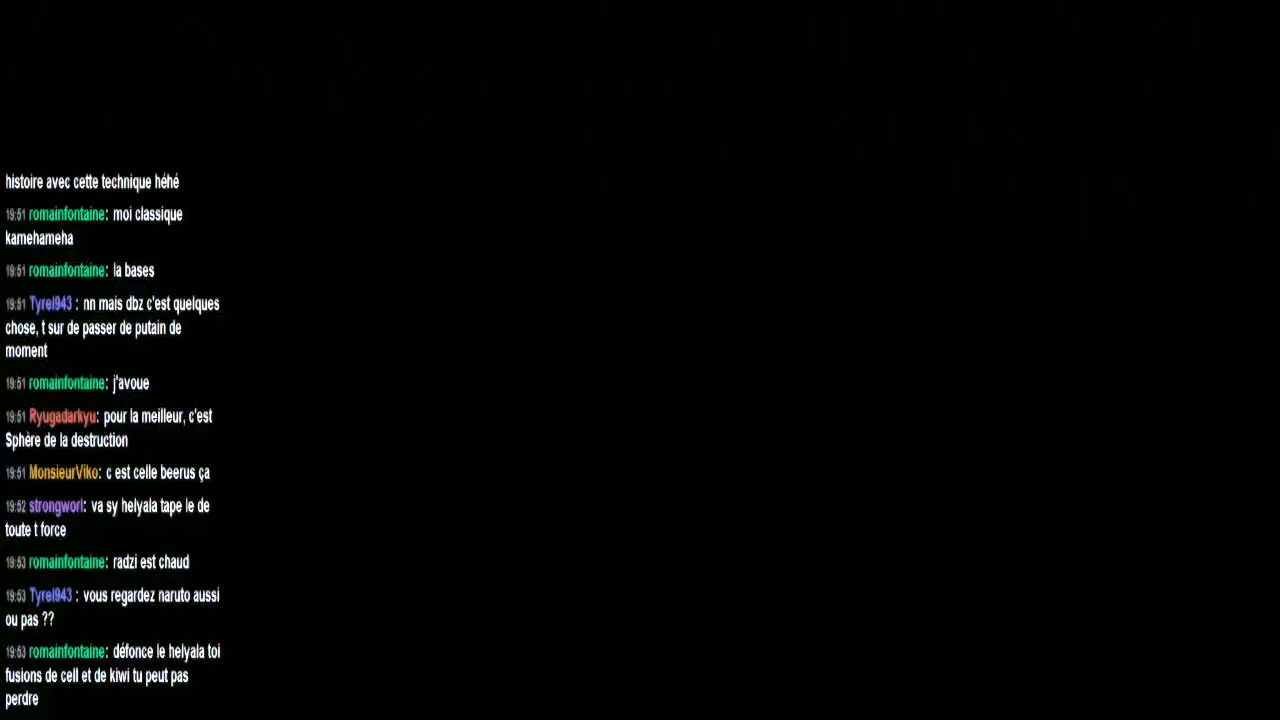 histoire avec cette technique héhé
19:51 romainfontaine: moi classique
kamehameha
19:51 romainfontaine: la bases
19:51 Tyrel943 : nn mais dbz c'est quelques
chose, t sur de passer de putain de
moment
19:51 romainfontaine: j'avoue
19:51 Ryugadarkyu: pour la meilleur, c'est
Sphère de la destruction
19:51 MonsieurViko: c est celle beerus ça
19:52 strongworl: va sy helyala tape le de
toute t force
19:53 romainfontaine: radzi est chaud
19:53 Tyrel943 : vous regardez naruto aussi
ou pas ??
19:53 romainfontaine: défonce le helyala toi
fusions de cell et de kiwi tu peut pas
perdre